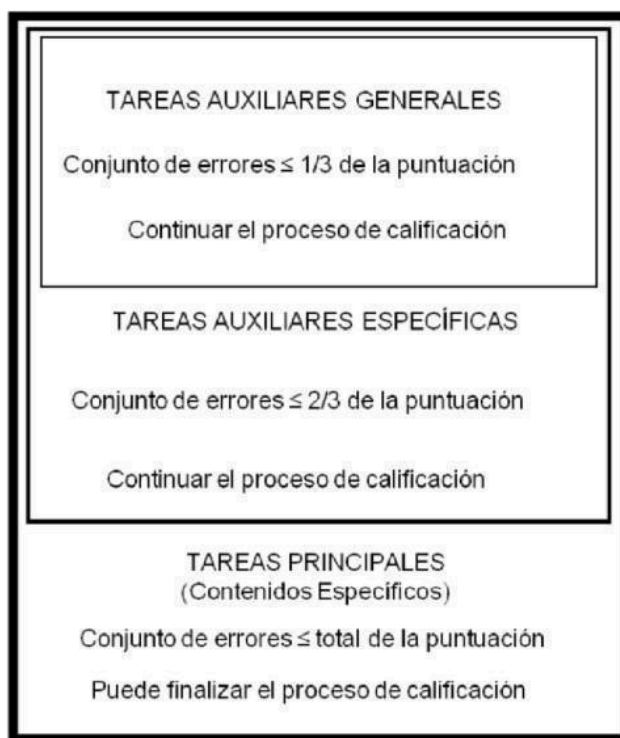 TAREAS AUXILIARES GENERALES
Conjunto de errores ≤ 1/3 de la puntuación
Continuar el proceso de calificación
TAREAS AUXILIARES ESPECÍFICAS
Conjunto de errores ≤ 2/3 de la puntuación
Continuar el proceso de calificación
TAREAS PRINCIPALES
(Contenidos Específicos)
Conjunto de errores ≤ total de la puntuación
Puede finalizar el proceso de calificación